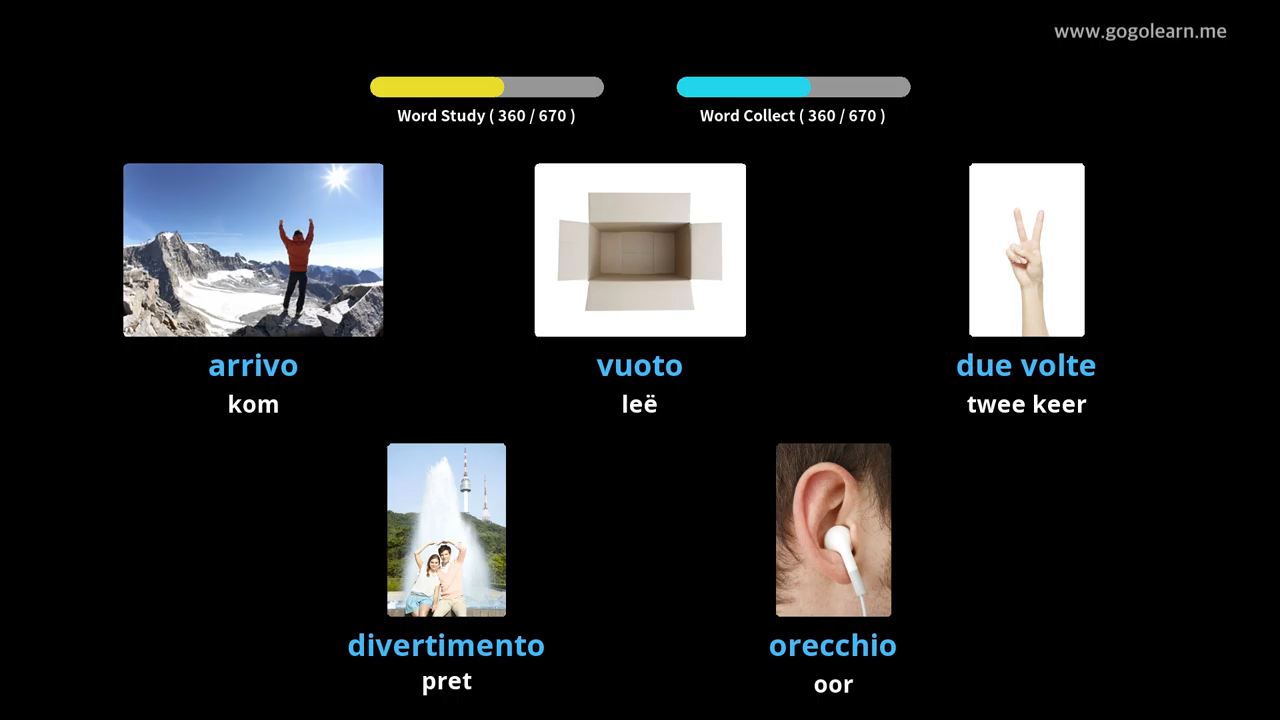 www.gogolearn.me
Word Study ( 360 / 670 )
Word Collect ( 360 / 670 )
arrivo
kom
vuoto
leë
due volte
twee keer
divertimento
pret
orecchio
oor